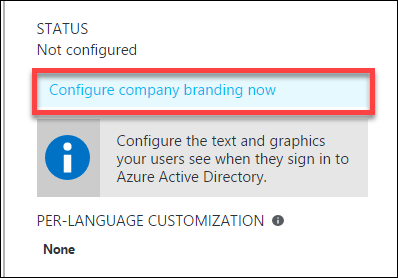 STATUS
Not configured
Configure company branding now
Configure the text and graphics
your users see when they sign in to
Azure Active Directory.
PER-LANGUAGE CUSTOMIZATION
None